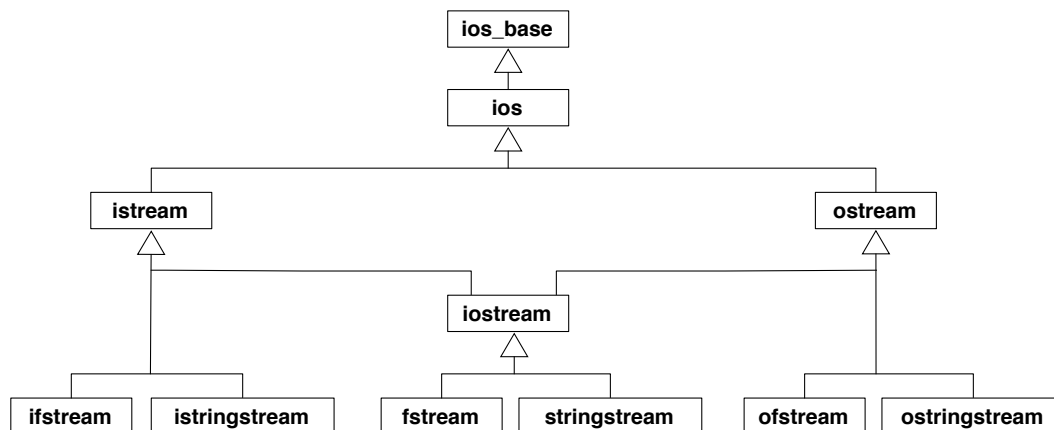 ios_base
ios
istream
ostream
iostream
ifstream
istringstream
fstream
stringstream
ofstream
ostringstream